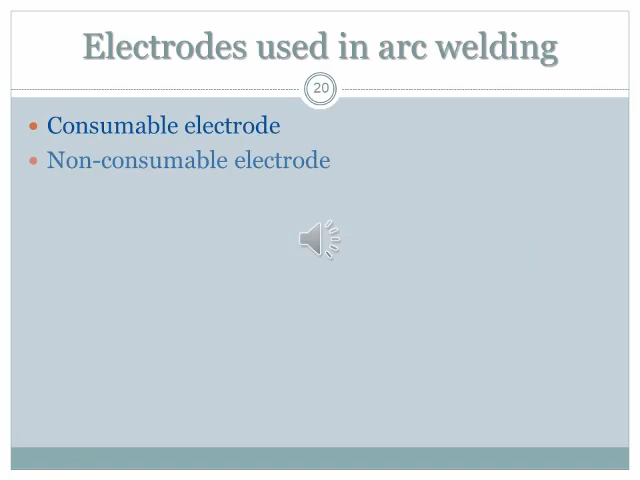 Electrodes used in arc welding
20
• Consumable electrode
• Non-consumable electrode